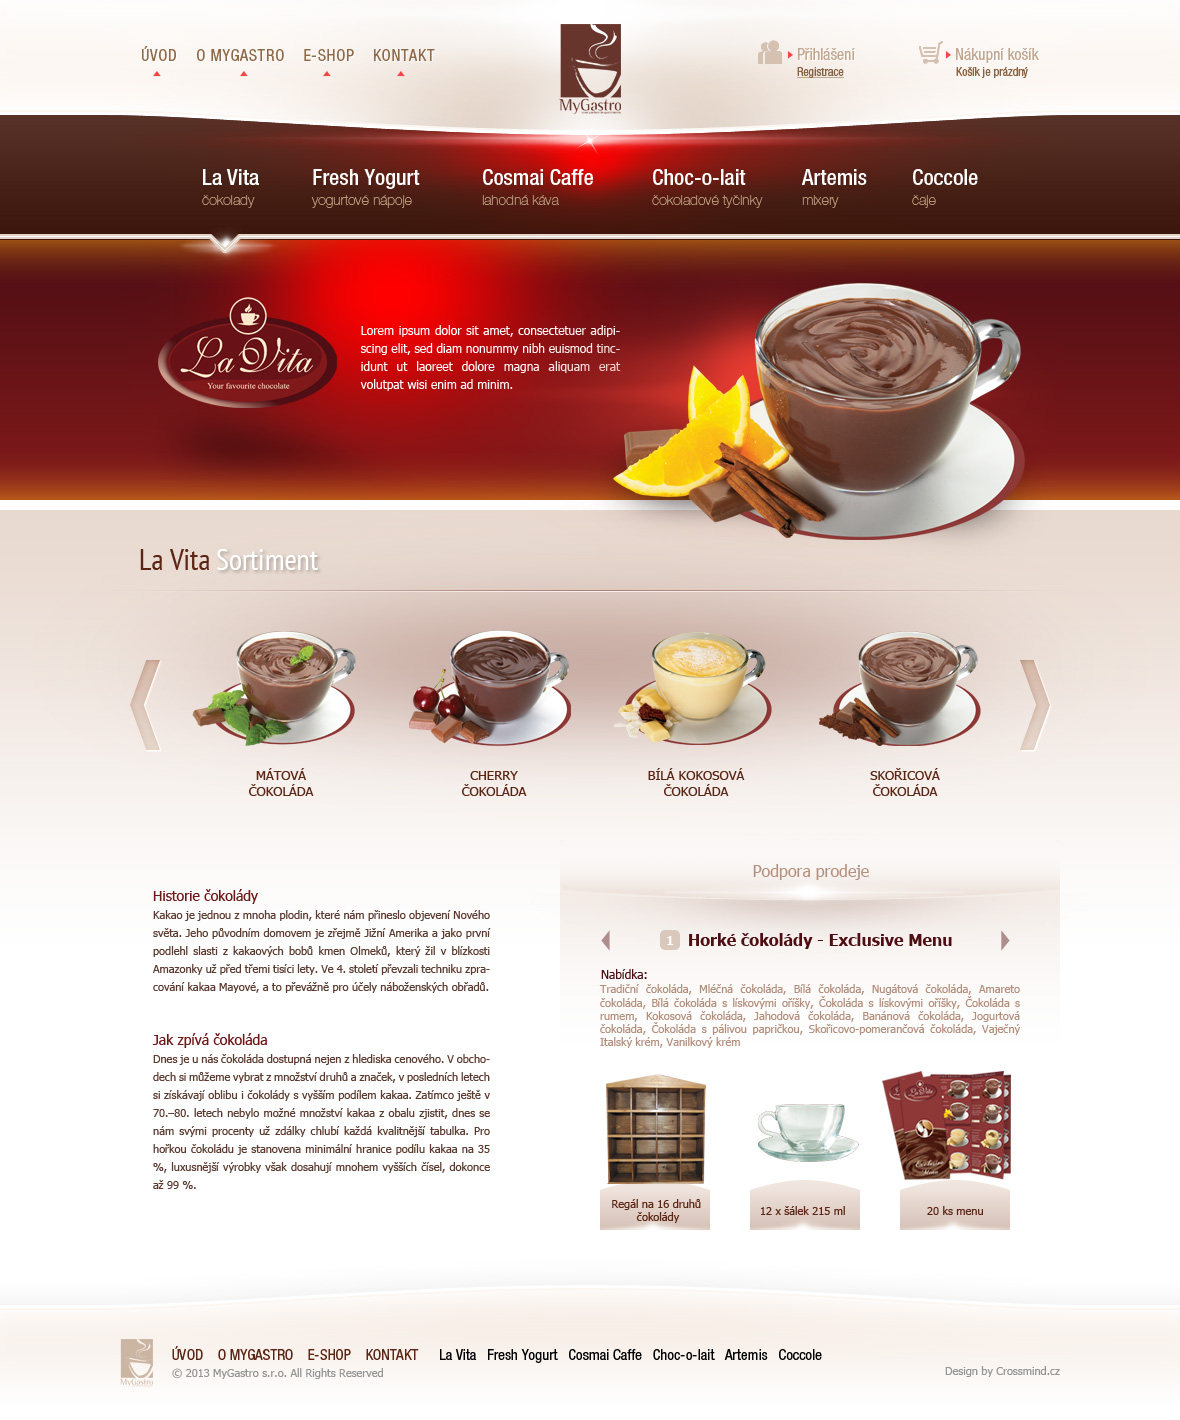 ÚVOD O MYGASTRO E-SHOP KONTAKT
MyGastro
Přihlášení
Registrace
Nákupní košík
Košík je prázdný
La Vita
čokolady
Fresh Yogurt
yogurtové nápoje
Cosmai Caffe
lahodná káva
Choc-o-lait
čokoladové tyčinky
Artemis
mixery
Coccole
čaje
La Vita
Your favourite chocolate
Lorem ipsum dolor sit amet, consectetuer adipi-
scing elit, sed diam nonummy nibh euismod tinc-
idunt ut laoreet dolore magna aliquam erat
volutpat wisi enim ad minim.
La Vita Sortiment
MÁTOVÁ
ČOKOLÁDA
CHERRY
ČOKOLÁDA
BÍLÁ KOKOSOVÁ
ČOKOLÁDA
SKOŘICOVÁ
ČOKOLÁDA
Historie čokolády
Kakao je jednou z mnoha plodin, které nám přineslo objevení Nového
světa. Jeho původním domovem je zřejmě Jižní Amerika a jako první
podlehl slasti z kakaových bobů kmen Olmeků, který žil v blízkosti
Amazonky už před třemi tisíci lety. Ve 4. století převzali techniku zpra-
cování kakaa Mayové, a to převážně pro účely náboženských obřadů.
Jak zpívá čokoláda
Dnes je u nás čokoláda dostupná nejen z hlediska cenového. V obcho-
dech si můžeme vybrat z množství druhů a značek, v posledních letech
si získávají oblibu i čokolády s vyšším podílem kakaa. Zatímco ještě v
70.–80. letech nebylo možné množství kakaa z obalu zjistit, dnes se
nám svými procenty už zdálky chlubí každá kvalitnější tabulka. Pro
hořkou čokoládu je stanovena minimální hranice podílu kakaa na 35
%, luxusnější výrobky však dosahují mnohem vyšších čísel, dokonce
až 99 %.
Podpora prodeje
1 Horké čokolády - Exclusive Menu
Nabídka:
Tradiční čokoláda, Mléčná čokoláda, Bílá čokoláda, Nugátová čokoláda, Amareto
čokoláda, Bílá čokoláda s lískovými oříšky, Čokoláda s lískovými oříšky, Čokoláda s
rumem, Kokosová čokoláda, Jahodová čokoláda, Banánová čokoláda, Jogurtová
čokoláda, Čokoláda s pálivou papričkou, Skořicovo-pomerančová čokoláda, Vaječný
Italský krém, Vanilkový krém
La Vita
Exclusive
Menu
Regál na 16 druhů
čokolády
12 x šálek 215 ml
20 ks menu
MyGastro
ÚVOD O MYGASTRO E-SHOP KONTAKT La Vita Fresh Yogurt Cosmai Caffe Choc-o-lait Artemis Coccole
© 2013 MyGastro s.r.o. All Rights Reserved
Design by Crossmind.cz